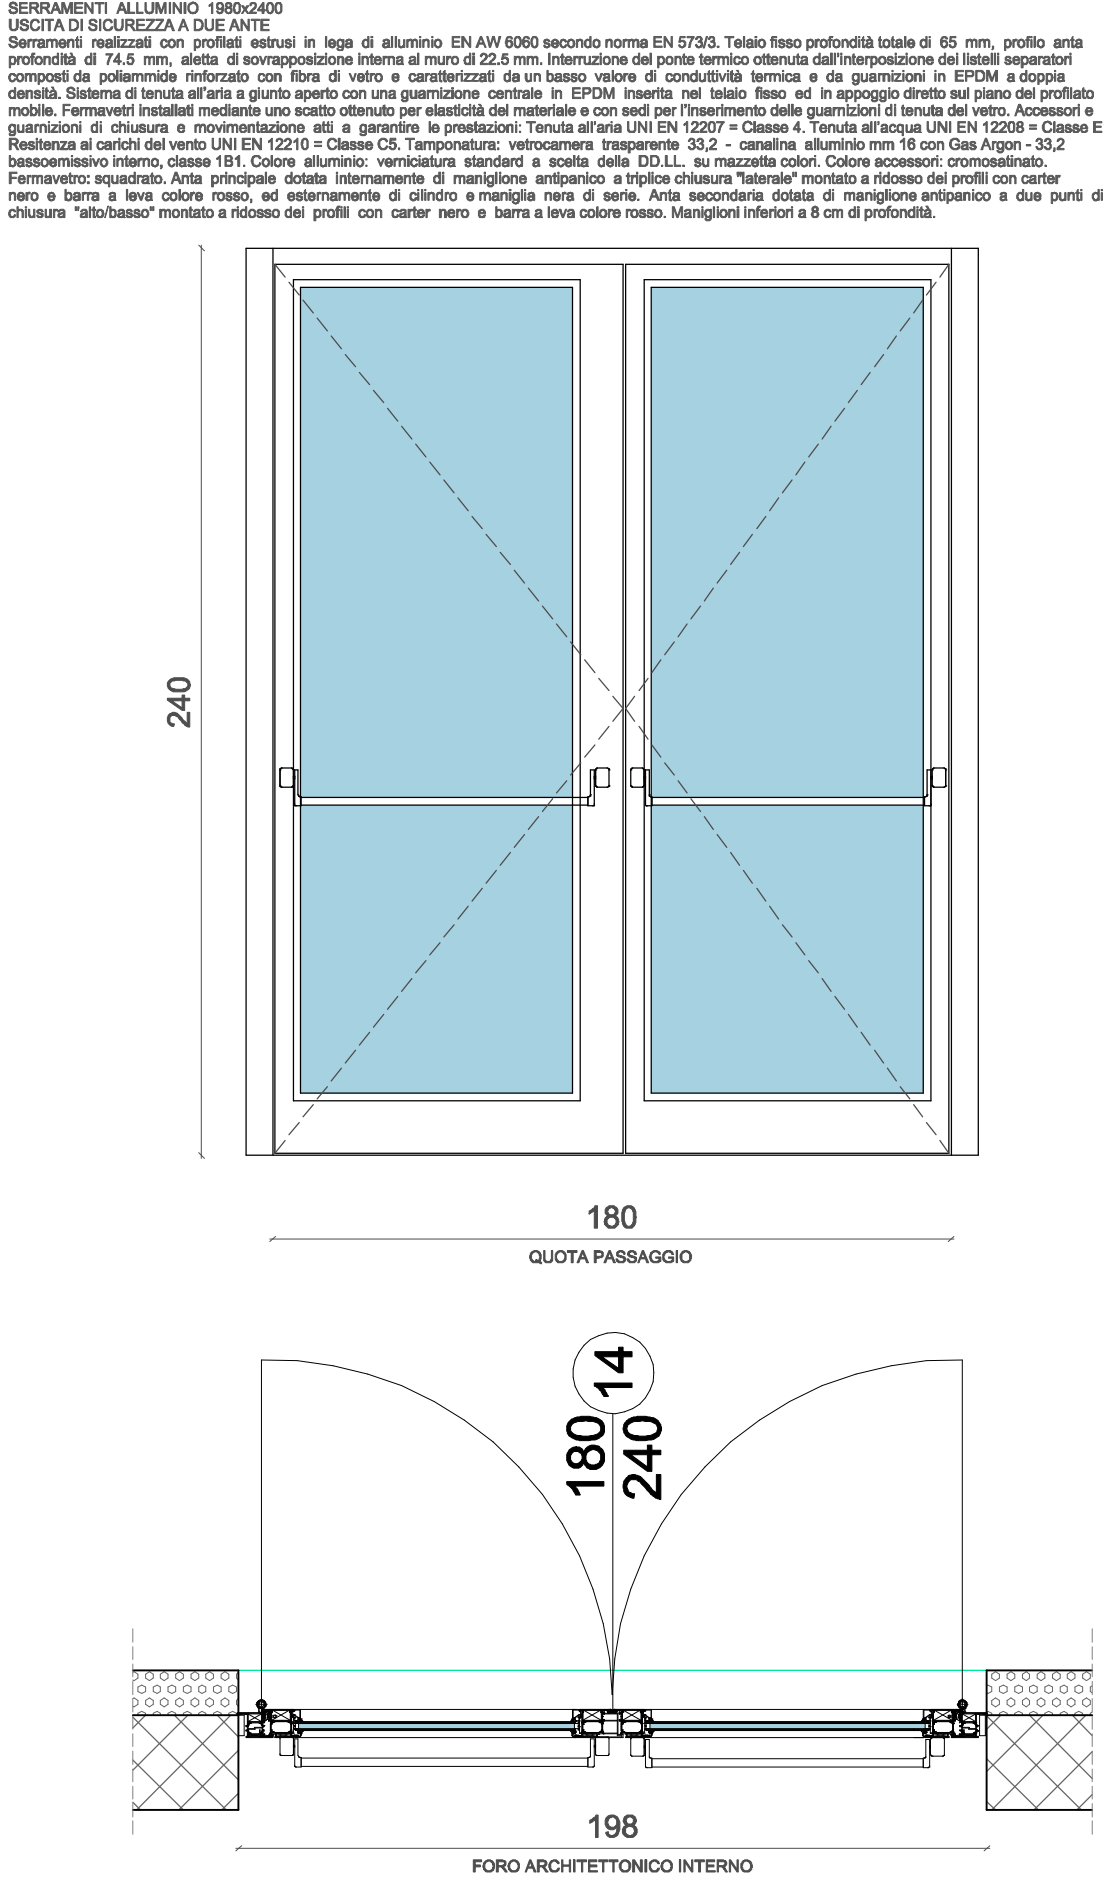 SERRAMENTI ALLUMINIO 1980x2400
USCITA DI SICUREZZA A DUE ANTE
Serramenti realizzati con profilati estrusi in lega di alluminio EN AW 6060 secondo norma EN 573/3. Telaio fisso profondità totale di 65 mm, profilo anta
profondità di 74.5 mm, aletta di sovrapposizione interna al muro di 22.5 mm. Interruzione del ponte termico ottenuta dall'interposizione dei listelli separatori
composti da poliammide rinforzato con fibra di vetro e caratterizzati da un basso valore di conduttività termica e da guarnizioni in EPDM a doppia
densità. Sistema di tenuta all'aria a giunto aperto con una guarnizione centrale in EPDM inserita nel telaio fisso ed in appoggio diretto sul piano del profilato
mobile. Fermavetri installati mediante uno scatto ottenuto per elasticità del materiale e con sedi per l'inserimento delle guarnizioni di tenuta del vetro. Accessori e
guarnizioni di chiusura e movimentazione atti a garantire le prestazioni: Tenuta all'aria UNI EN 12207 = Classe 4. Tenuta all'acqua UNI EN 12208 = Classe E
Resitenza ai carichi del vento UNI EN 12210 = Classe C5. Tamponatura: vetrocamera trasparente 33,2 - canalina alluminio mm 16 con Gas Argon - 33,2
bassoemissivo interno, classe 1B1. Colore alluminio: verniciatura standard a scelta della DD.LL. su mazzetta colori. Colore accessori: cromosatinato.
Fermavetro: squadrato. Anta principale dotata internamente di maniglione antipanico a triplice chiusura "laterale" montato a ridosso dei profili con carter
nero e barra a leva colore rosso, ed esternamente di cilindro e maniglia nera di serie. Anta secondaria dotata di maniglione antipanico a due punti di
chiusura "alto/basso" montato a ridosso dei profili con carter nero e barra a leva colore rosso. Maniglioni inferiori a 8 cm di profondità.
240
180
QUOTA PASSAGGIO
14
180
240
198
FORO ARCHITETTONICO INTERNO